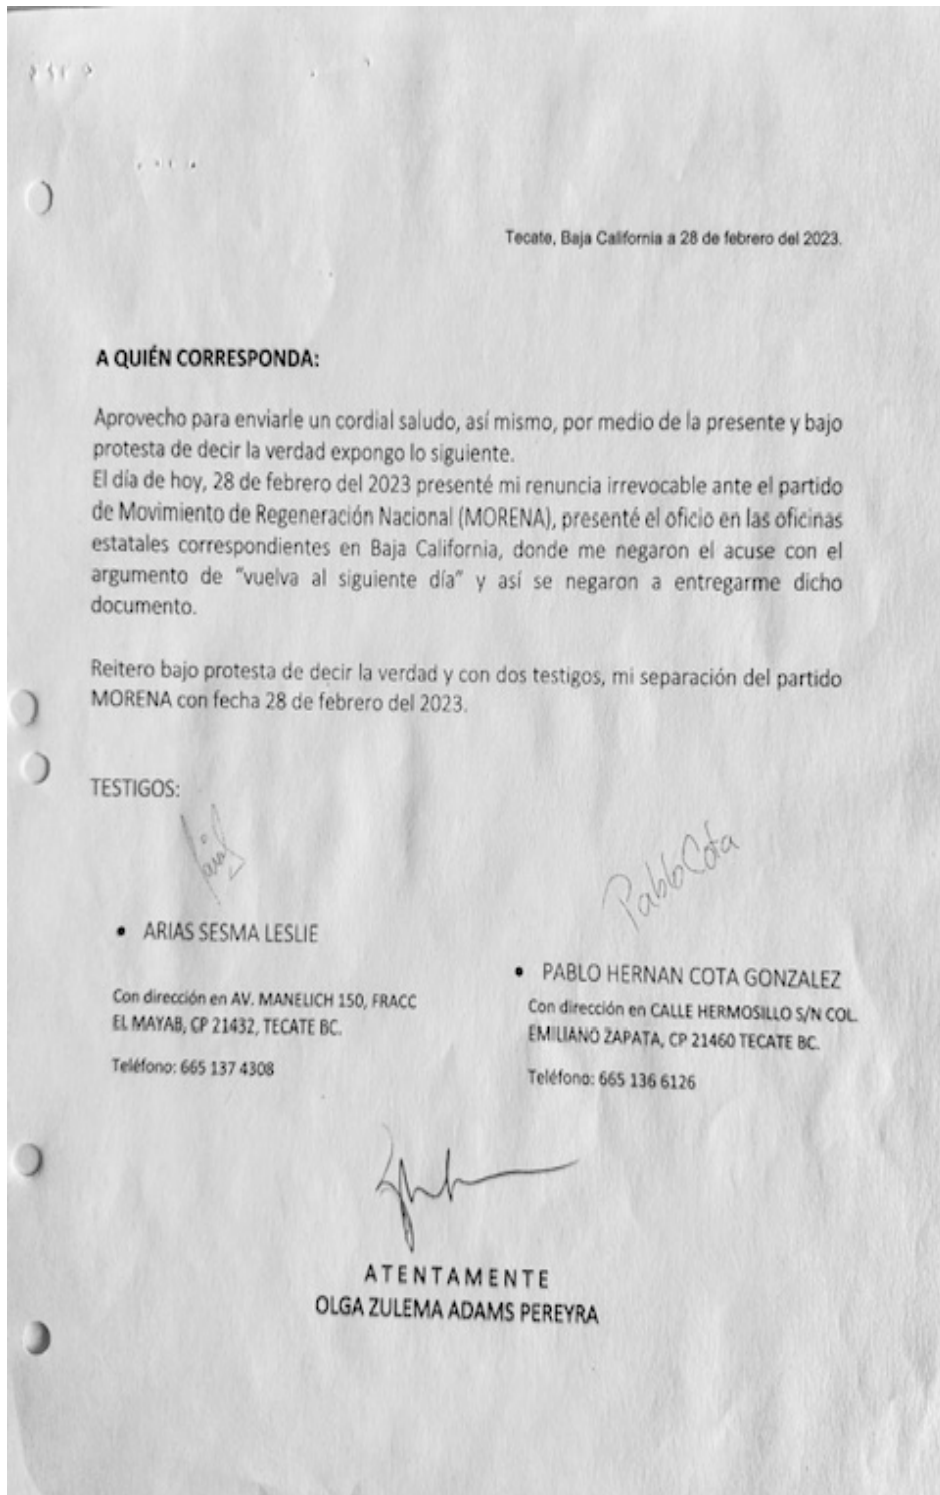 Tecate, Baja California a 28 de febrero del 2023.
A QUIÉN CORRESPONDA:
Aprovecho para enviarle un cordial saludo, así mismo, por medio de la presente y bajo
protesta de decir la verdad expongo lo siguiente.
El día de hoy, 28 de febrero del 2023 presenté mi renuncia irrevocable ante el partido
de Movimiento de Regeneración Nacional (MORENA), presenté el oficio en las oficinas
estatales correspondientes en Baja California, donde me negaron el acuse con el
argumento de "vuelva al siguiente día" y así se negaron a entregarme dicho
documento.
Reitero bajo protesta de decir la verdad y con dos testigos, mi separación del partido
MORENA con fecha 28 de febrero del 2023.
TESTIGOS:
• ARIAS SESMA LESLIE
Con dirección en AV. MANELICH 150, FRACC
EL MAYAB, CP 21432, TECATE BC.
Teléfono: 665 137 4308
Pablo Cota
• PABLO HERNAN COTA GONZALEZ
Con dirección en CALLE HERMOSILLO S/N COL.
EMILIANO ZAPATA, CP 21460 TECATE BC.
Teléfono: 665 136 6126
ATENTAMENTE
OLGA ZULEMA ADAMS PEREYRA